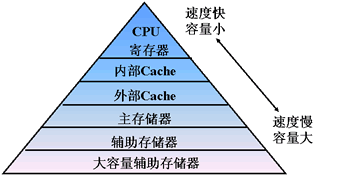 CPU
寄存器
内部Cache
外部Cache
主存储器
辅助存储器
大容量辅助存储器
速度快
容量小
速度慢
容量大